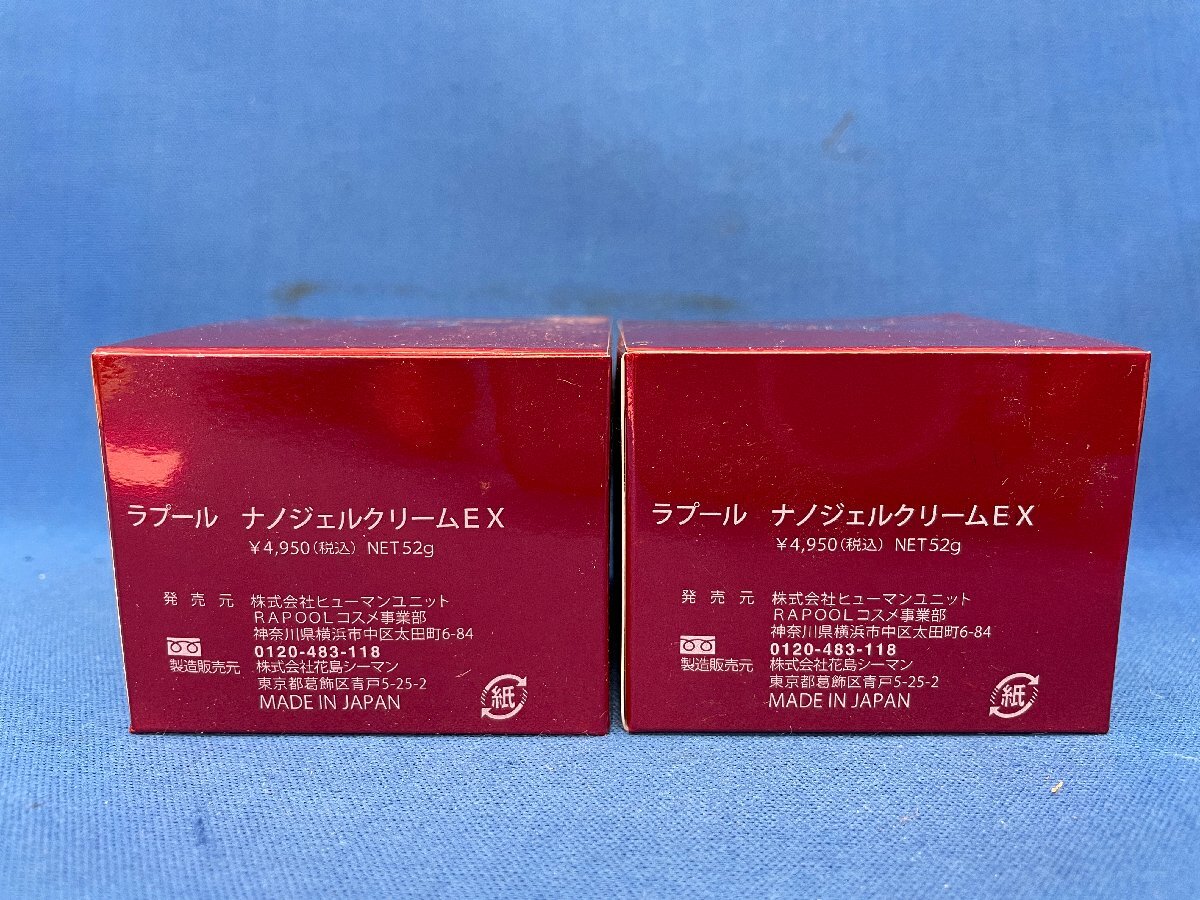 ラプール　ナノジェルクリームEX
￥4,950(税込) NET52g
発 売 元 株式会社ヒューマンユニット
RAPOOLコスメ事業部
神奈川県横浜市中区太田町6-84
0120-483-118
製造販売元 株式会社花島シーマン
東京都葛飾区青戸5-25-2
MADE IN JAPAN
紙
ラプール　ナノジェルクリームEX
￥4,950(税込) NET52g
発 売 元 株式会社ヒューマンユニット
RAPOOLコスメ事業部
神奈川県横浜市中区太田町6-84
0120-483-118
製造販売元 株式会社花島シーマン
東京都葛飾区青戸5-25-2
MADE IN JAPAN
紙